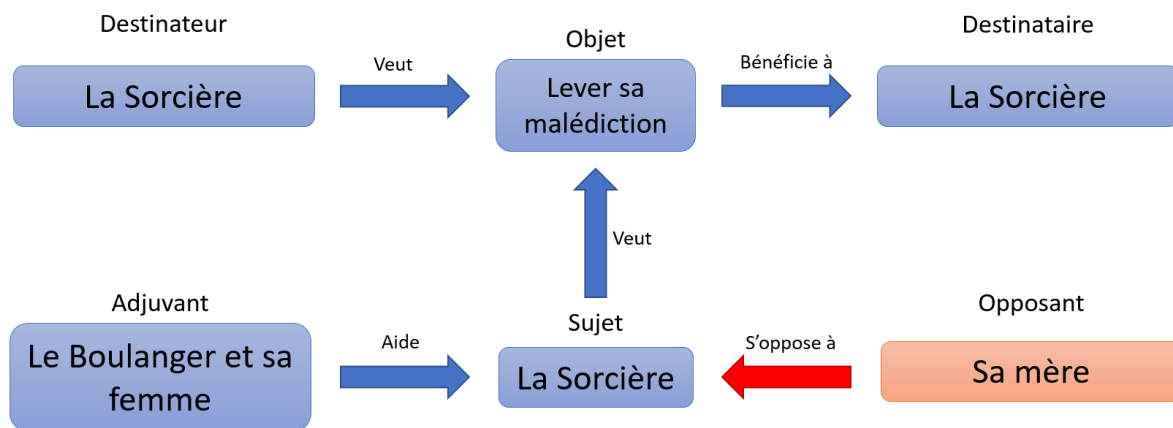 Destinateur
Objet
Destinataire
La Sorcière
Veut
Lever sa
malédiction
Bénéficie à
La Sorcière
Veut
Adjuvant
Sujet
Opposant
Le Boulanger et sa
femme
Aide
La Sorcière
S’oppose à
Sa mère